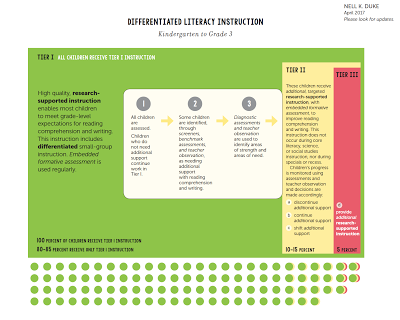 NELL K. DUKE
April 2017
Please look for updates.
DIFFERENTIATED LITERACY INSTRUCTION
Kindergarten to Grade 3
TIER I ALL CHILDREN RECEIVE TIER I INSTRUCTION
High quality, research-
supported instruction
enables most children
to meet grade-level
expectations for reading
comprehension and writing.
This instruction includes
differentiated small-group
instruction. Embedded
formative assessment is
used regularly.
1
All children
are
assessed.
Children
who do
not need
additional
support
continue
work in
Tier I.
2
Some children
are identified,
through
screeners,
benchmark
assessments,
and teacher
observation,
as needing
additional
support
with reading
comprehension
and writing.
3
Diagnostic
assessments
and teacher
observation
are used
to identify
areas of
strength and
areas of need.
TIER II
These children receive
additional targeted
research-supported
instruction, with
embedded formative
assessment, to
improve reading
comprehension
and writing. This
instruction does not
occur during core
literacy, science,
or social studies
instruction, nor during
specials or recess.
Children's progress
is monitored using
assessments and
teacher observation
and decisions are
made accordingly:
discontinue
additional support
continue
additional support
shift additional
support
TIER III
provide
additional
research-
supported
instruction
100 PERCENT OF CHILDREN RECEIVE TIER I INSTRUCTION
80–85 PERCENT RECEIVE ONLY TIER I INSTRUCTION
10–15 PERCENT
5 PERCENT